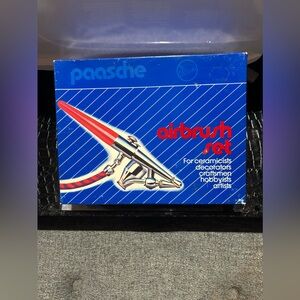 paasche
airbrush
set
For ceramicists
decorators
craftsmen
hobbyists
artists